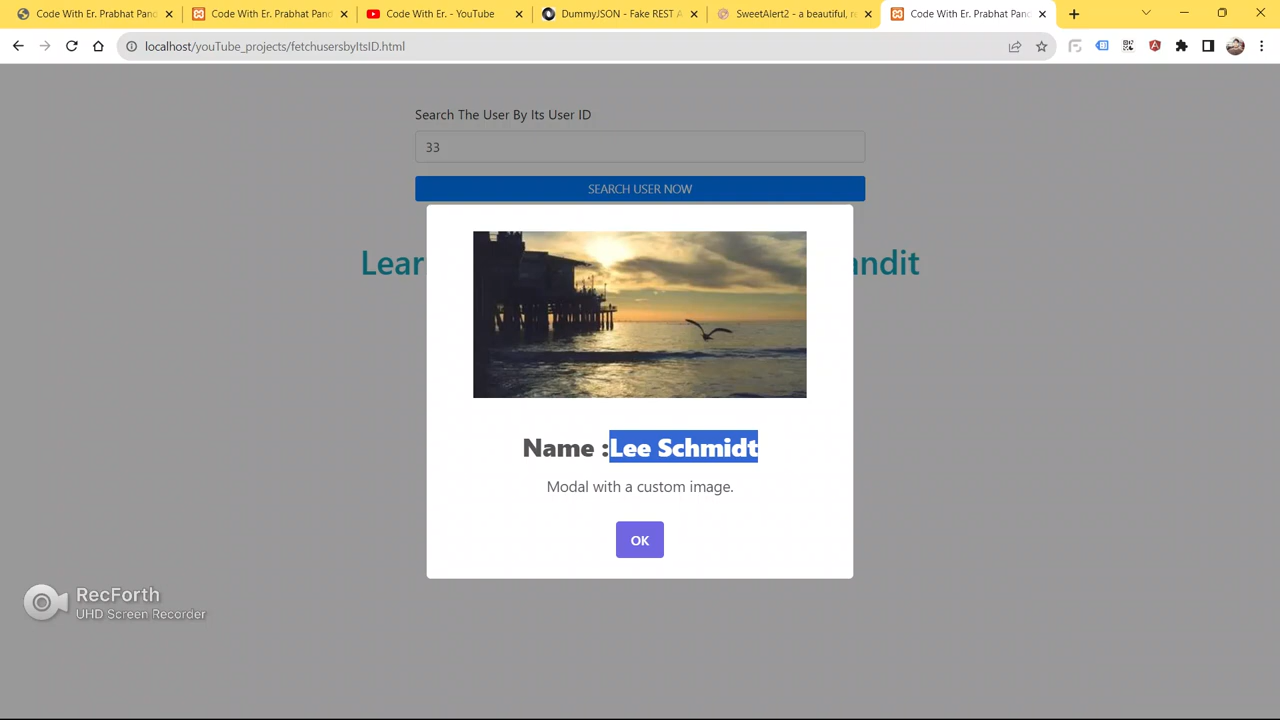 Code With Er. Prabhat Pand
Code With Er. Prabhat Pand
Code With Er. - YouTube
DummyJSON - Fake REST A
SweetAlert2 - a beautiful, re
Code With Er. Prabhat Pand
localhost/youTube_projects/fetchusersbyItsID.html
Search The User By Its User ID
33
SEARCH USER NOW
Lear
andit
Name :Lee Schmidt
Modal with a custom image.
OK
RecForth
UHD Screen Recorder